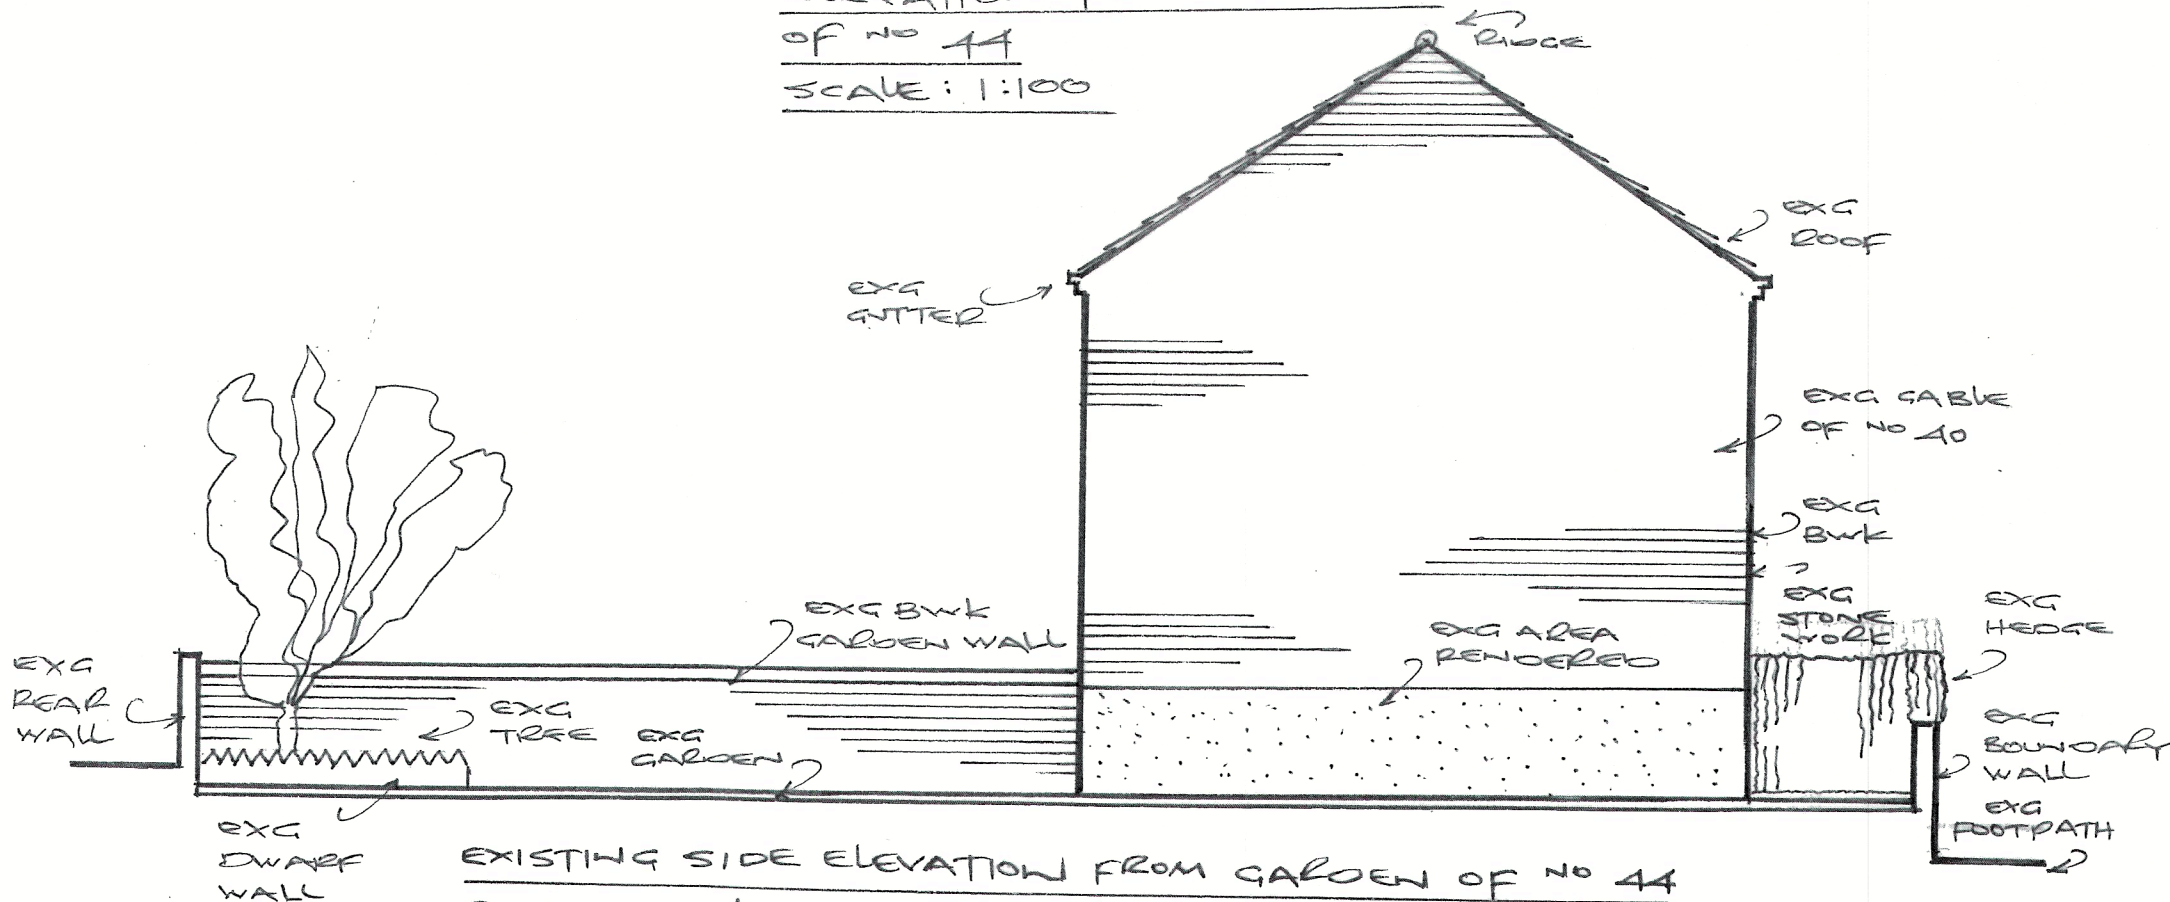 OF NO 44
SCALE : 1:100
RIDGE
EXG
ROOF
EXG
GUTTER
EXG GABLE
OF NO 40
EXG
BWK
EXG
STONE
WORK
EXG
HEDGE
EXG BWK
GARDEN WALL
EXG AREA
RENDERED
EXG
REAR
WALL
EXG
TREE
EXG
GARDEN
EXG
BOUNDARY
WALL
EXG
FOOTPATH
EXG
DWARF
WALL
EXISTING SIDE ELEVATION FROM GARDEN OF NO 44